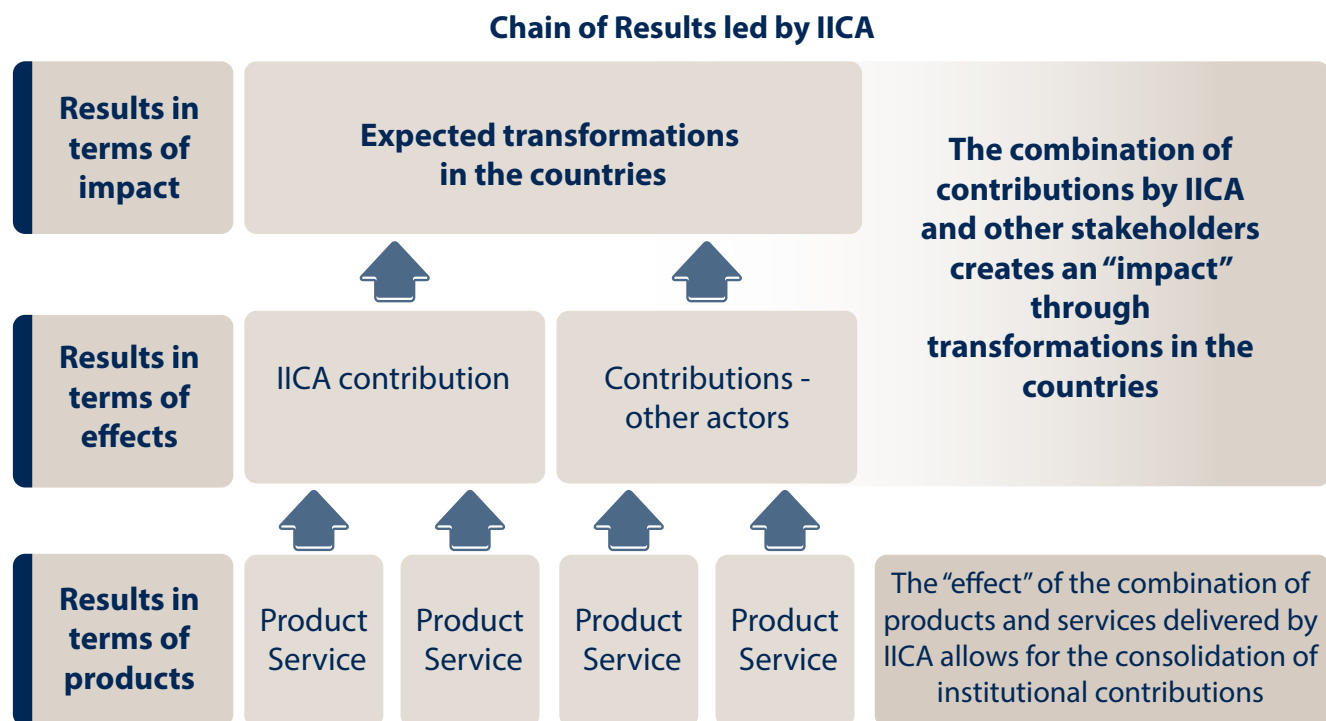 Chain of Results led by IICA
Results in
terms of
impact
Expected transformations
in the countries
The combination of
contributions by IICA
and other stakeholders
creates an “impact”
through
transformations in the
countries
Results in
terms of
effects
IICA contribution
Contributions -
other actors
Results in
terms of
products
Product
Service
Product
Service
Product
Service
Product
Service
The “effect” of the combination of
products and services delivered by
IICA allows for the consolidation of
institutional contributions